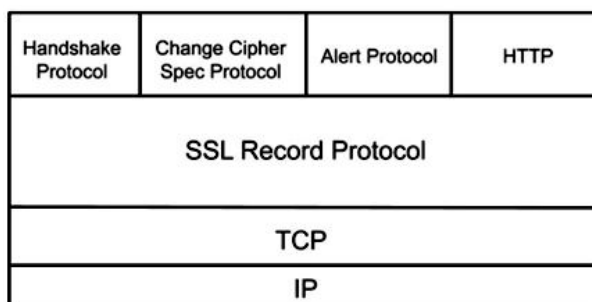 Handshake
Protocol
Change Cipher
Spec Protocol
Alert Protocol
HTTP
SSL Record Protocol
TCP
IP